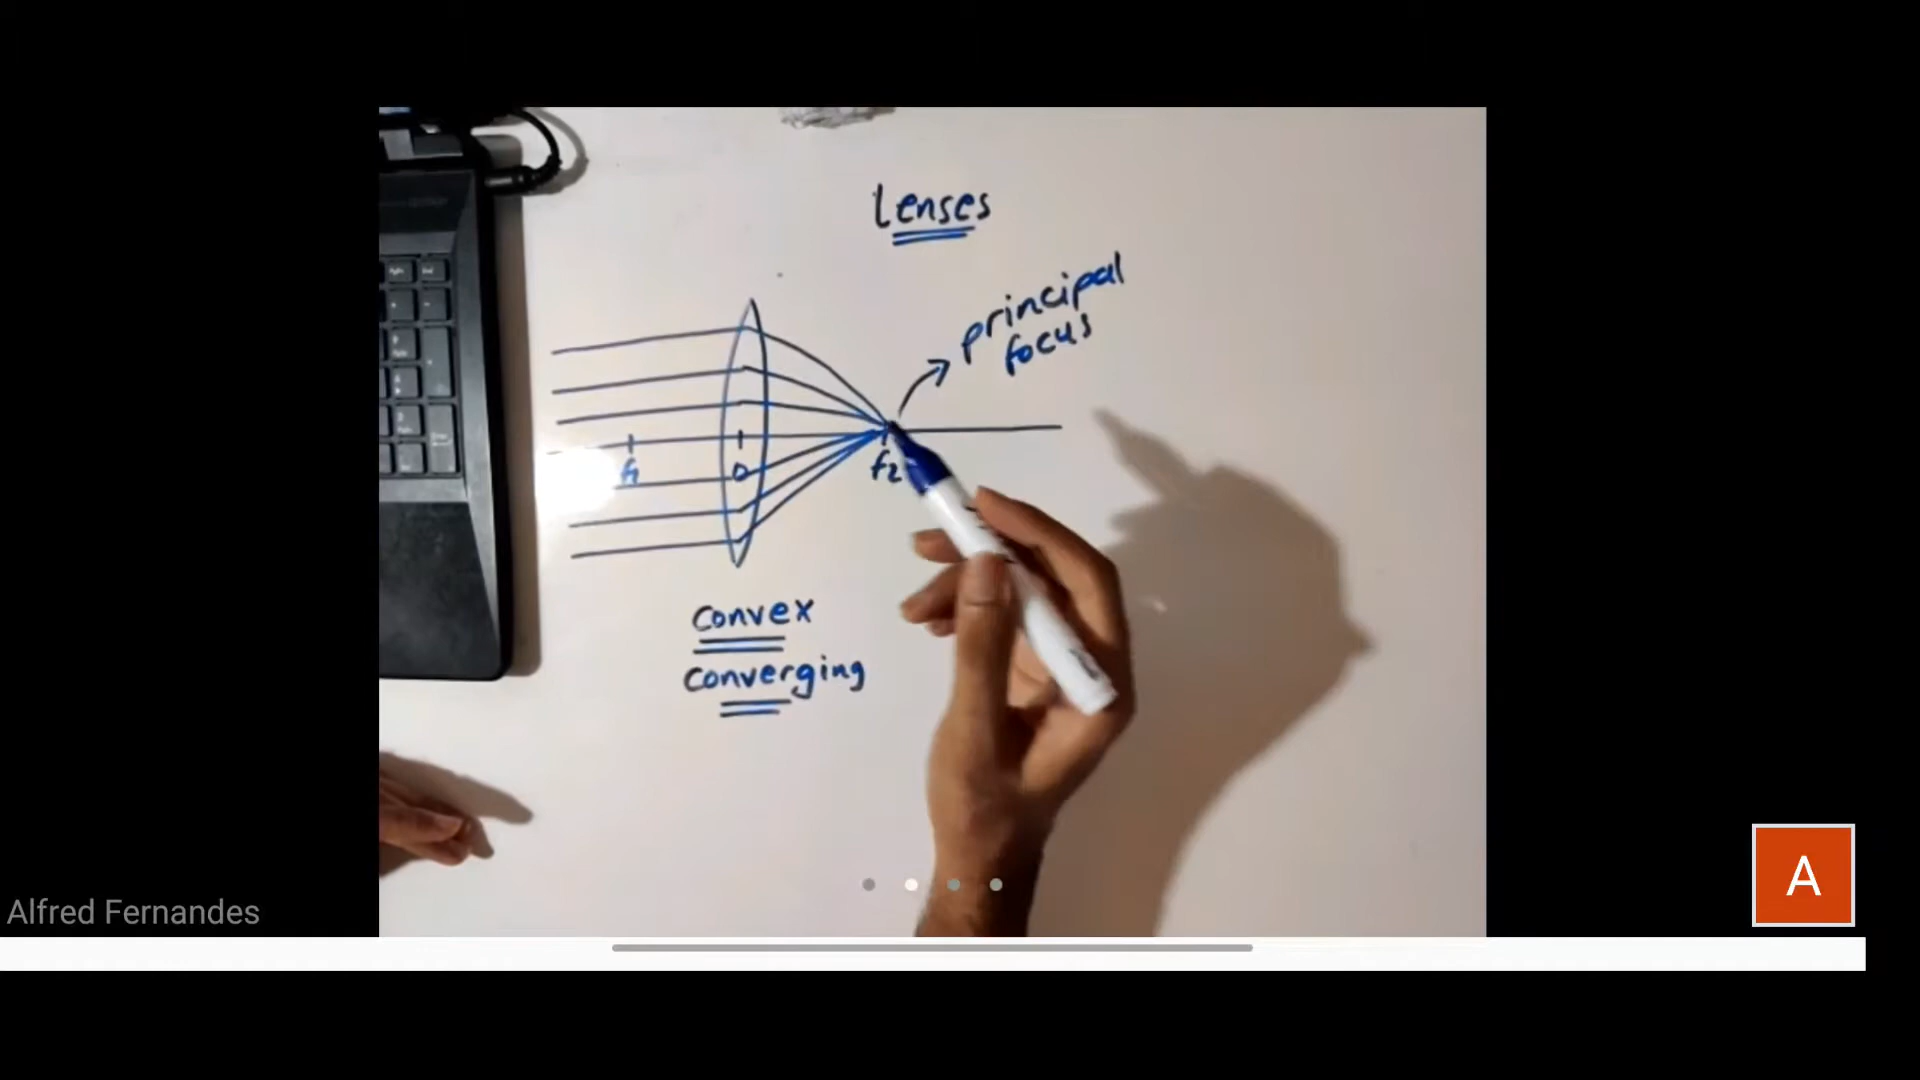 Lenses
principal
focus
f1
O
f2
convex
converging
Alfred Fernandes
A